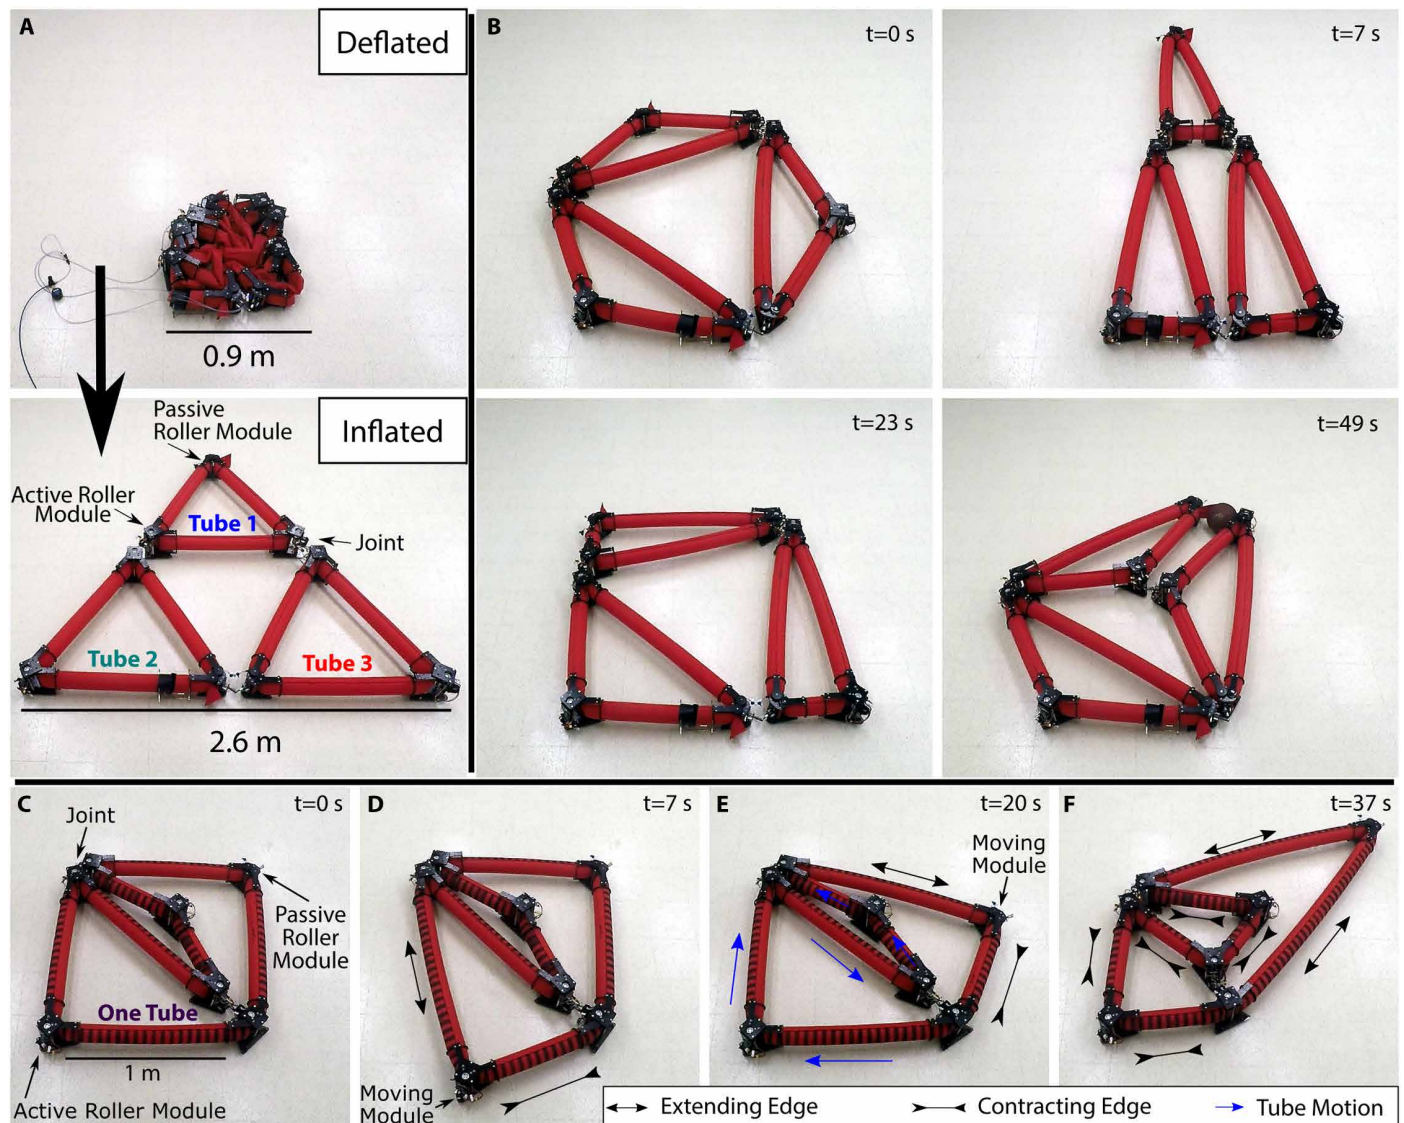 A
Deflated
0.9 m
Passive
Roller Module
Inflated
Active Roller
Module
Tube 1
Joint
Tube 2
Tube 3
2.6 m
B
t=0 s
t=7 s
t=23 s
t=49 s
C
t=0 s
Joint
Passive
Roller
Module
One Tube
1 m
Active Roller Module
D
t=7 s
Moving
Module
E
t=20 s
Moving
Module
F
t=37 s
Extending Edge
Contracting Edge
Tube Motion